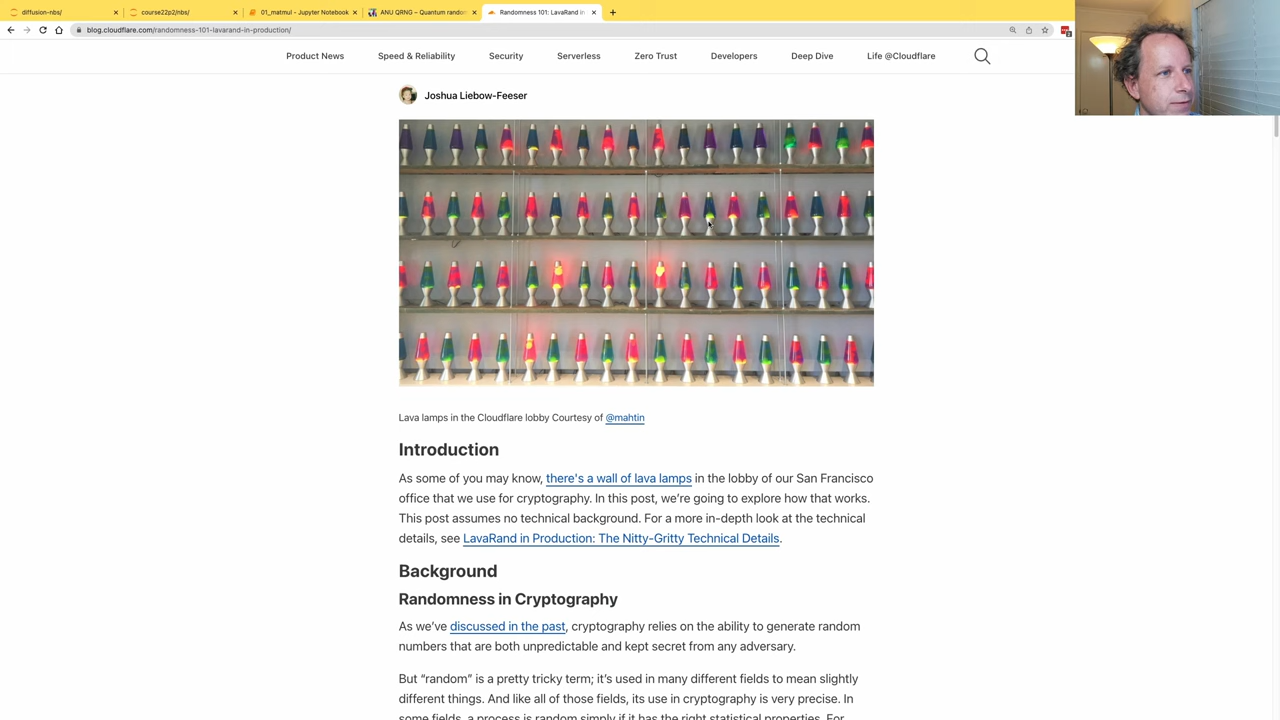 diffusion-nbs/
course22p2/nbs/
01_matmul - Jupyter Notebook
ANU QRNG – Quantum random
Randomness 101: LavaRand in
blog.cloudflare.com/randomness-101-lavarand-in-production/
Product News
Speed & Reliability
Security
Serverless
Zero Trust
Developers
Deep Dive
Life @Cloudflare
Joshua Liebow-Feeser
Lava lamps in the Cloudflare lobby Courtesy of @mahtin
Introduction
As some of you may know, there's a wall of lava lamps in the lobby of our San Francisco
office that we use for cryptography. In this post, we're going to explore how that works.
This post assumes no technical background. For a more in-depth look at the technical
details, see LavaRand in Production: The Nitty-Gritty Technical Details.
Background
Randomness in Cryptography
As we've discussed in the past, cryptography relies on the ability to generate random
numbers that are both unpredictable and kept secret from any adversary.
But “random” is a pretty tricky term; it's used in many different fields to mean slightly
different things. And like all of those fields, its use in cryptography is very precise. In
some fields, a process is random simply if it has the right statistical properties. For